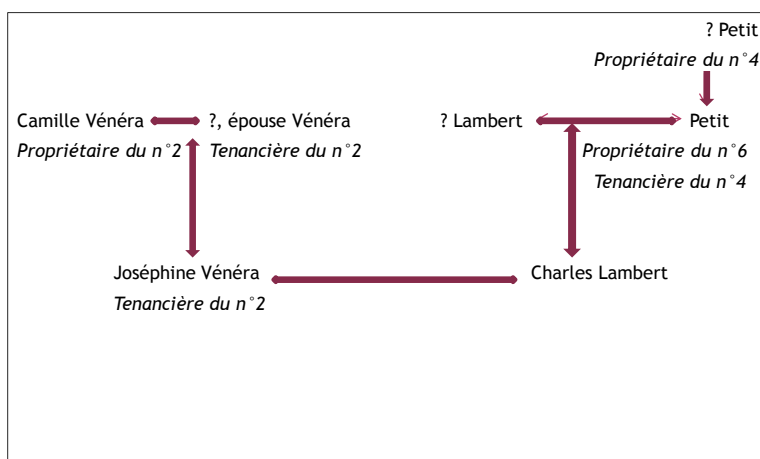 ? Petit
Propriétaire du n°4
Camille Vénéra ?, épouse Vénéra ? Lambert Petit
Propriétaire du n°2 Tenancière du n°2 Propriétaire du n°6
Tenancière du n°4
Joséphine Vénéra Charles Lambert
Tenancière du n°2